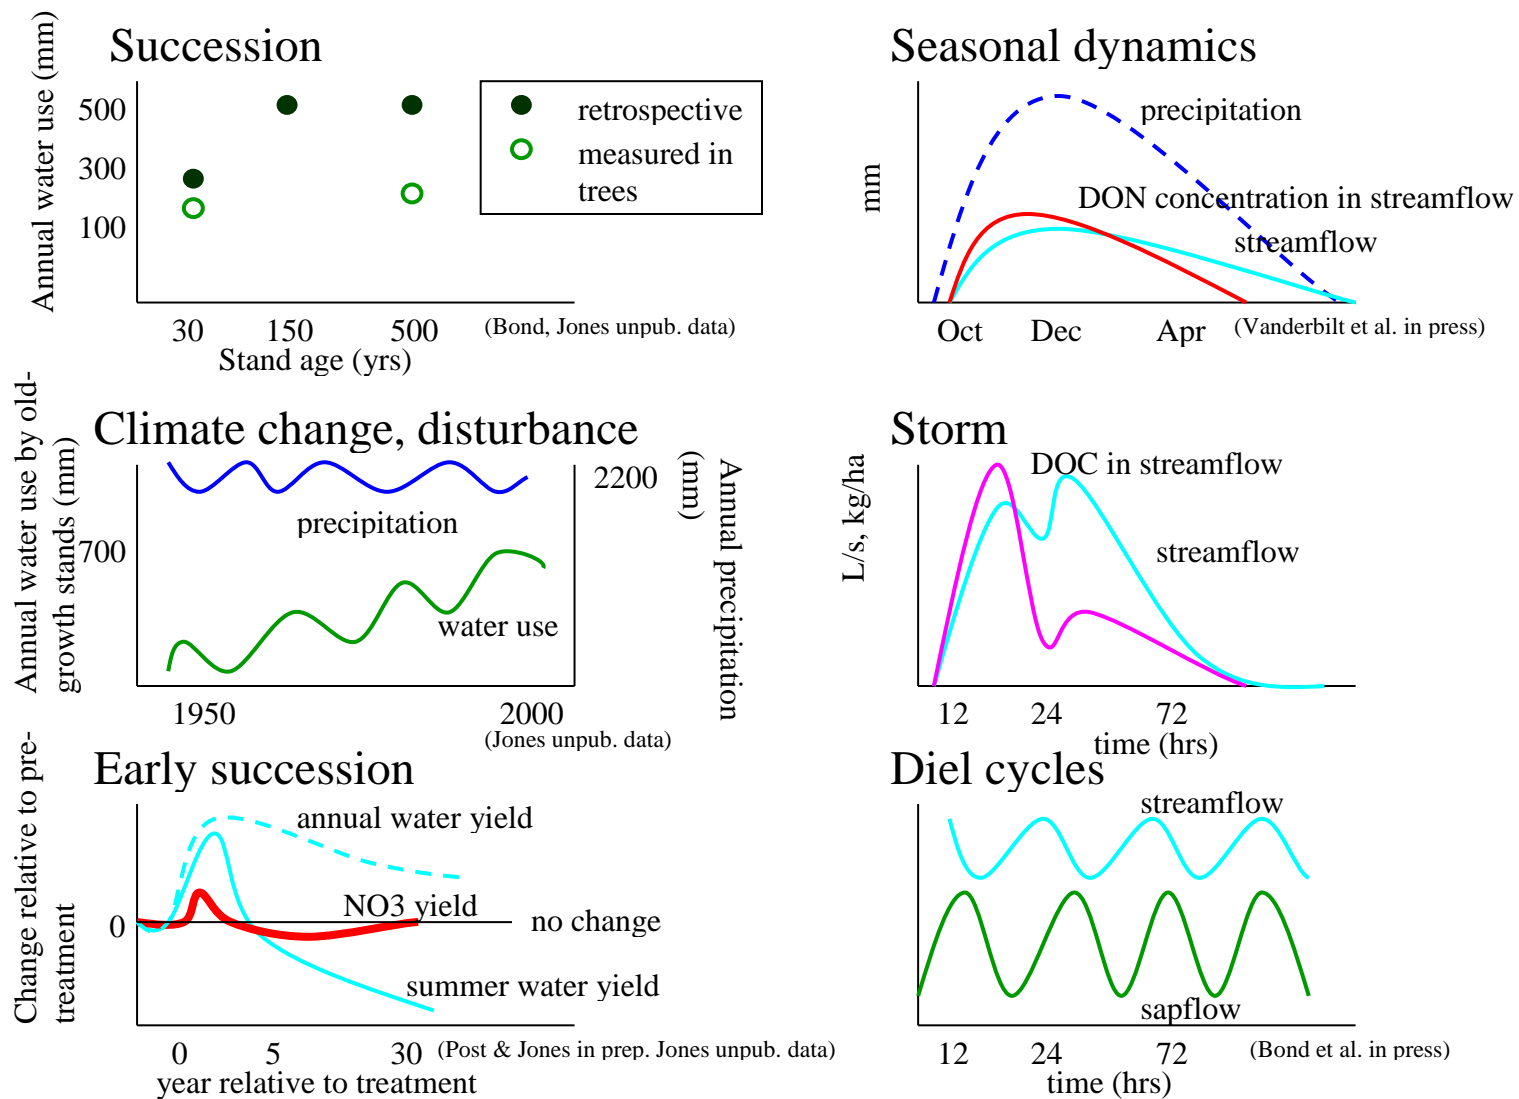 Succession
Annual water use (mm)
500
300
100
retrospective
measured in
trees
30
150
500
(Bond, Jones unpub. data)
Stand age (yrs)
Seasonal dynamics
mm
precipitation
DON concentration in streamflow
streamflow
Oct
Dec
Apr
(Vanderbilt et al. in press)
Climate change, disturbance
Annual water use by old-
growth stands (mm)
700
precipitation
water use
2200
Annual precipitation
(mm)
1950
2000
(Jones unpub. data)
Storm
L/s, kg/ha
DOC in streamflow
streamflow
12
24
72
time (hrs)
Early succession
Change relative to pre-
treatment
0
annual water yield
NO3 yield
no change
summer water yield
0
5
30
(Post & Jones in prep. Jones unpub. data)
year relative to treatment
Diel cycles
streamflow
sapflow
12
24
72
(Bond et al. in press)
time (hrs)